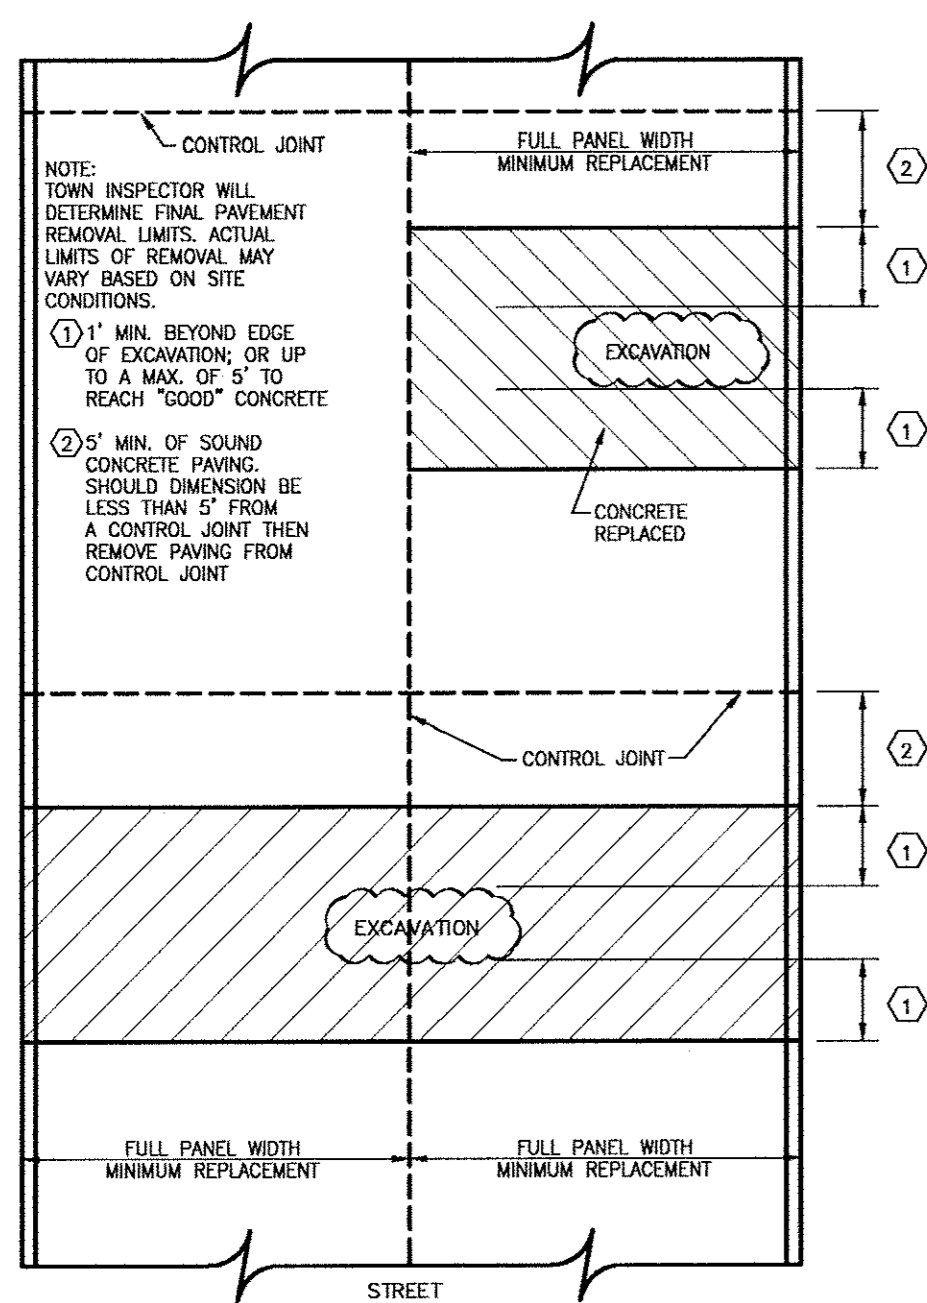 CONTROL JOINT
FULL PANEL WIDTH
MINIMUM REPLACEMENT
2
NOTE:
TOWN INSPECTOR WILL
DETERMINE FINAL PAVEMENT
REMOVAL LIMITS. ACTUAL
LIMITS OF REMOVAL MAY
VARY BASED ON SITE
CONDITIONS.
1 1' MIN. BEYOND EDGE
OF EXCAVATION; OR UP
TO A MAX. OF 5' TO
REACH "GOOD" CONCRETE
2 5' MIN. OF SOUND
CONCRETE PAVING.
SHOULD DIMENSION BE
LESS THAN 5' FROM
A CONTROL JOINT THEN
REMOVE PAVING FROM
CONTROL JOINT
1
EXCAVATION
1
CONCRETE
REPLACED
CONTROL JOINT
2
1
EXCAVATION
1
FULL PANEL WIDTH
MINIMUM REPLACEMENT
FULL PANEL WIDTH
MINIMUM REPLACEMENT
STREET